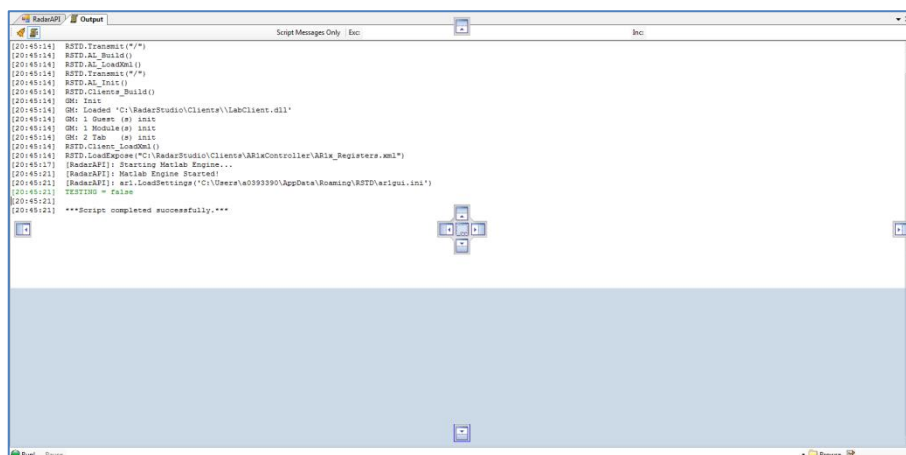 RadarAPI Output
Script Messages Only Exc: Inc:
[20:45:14] RSTD.Transmit("/")
[20:45:14] RSTD.AL_Build()
[20:45:14] RSTD.AL_LoadXml()
[20:45:14] RSTD.Transmit("/")
[20:45:14] RSTD.AL_Init()
[20:45:14] RSTD.Clients_Build()
[20:45:14] GM: Init
[20:45:14] GM: Loaded 'C:\RadarStudio\Clients\\LabClient.dll'
[20:45:14] GM: 1 Guest (s) init
[20:45:14] GM: 1 Module(s) init
[20:45:14] GM: 2 Tab (s) init
[20:45:14] RSTD.Client_LoadXml()
[20:45:14] RSTD.LoadExpose("C:\RadarStudio\Clients\AR1xController\AR1x_Registers.xml")
[20:45:17] [RadarAPI]: Starting Matlab Engine...
[20:45:21] [RadarAPI]: Matlab Engine Started!
[20:45:21] [RadarAPI]: ar1.LoadSettings('C:\Users\a0393390\AppData\Roaming\RSTD\ar1gui.ini')
[20:45:21] TESTING = false
[20:45:21]
[20:45:21] ***Script completed successfully.***
Run! Browse